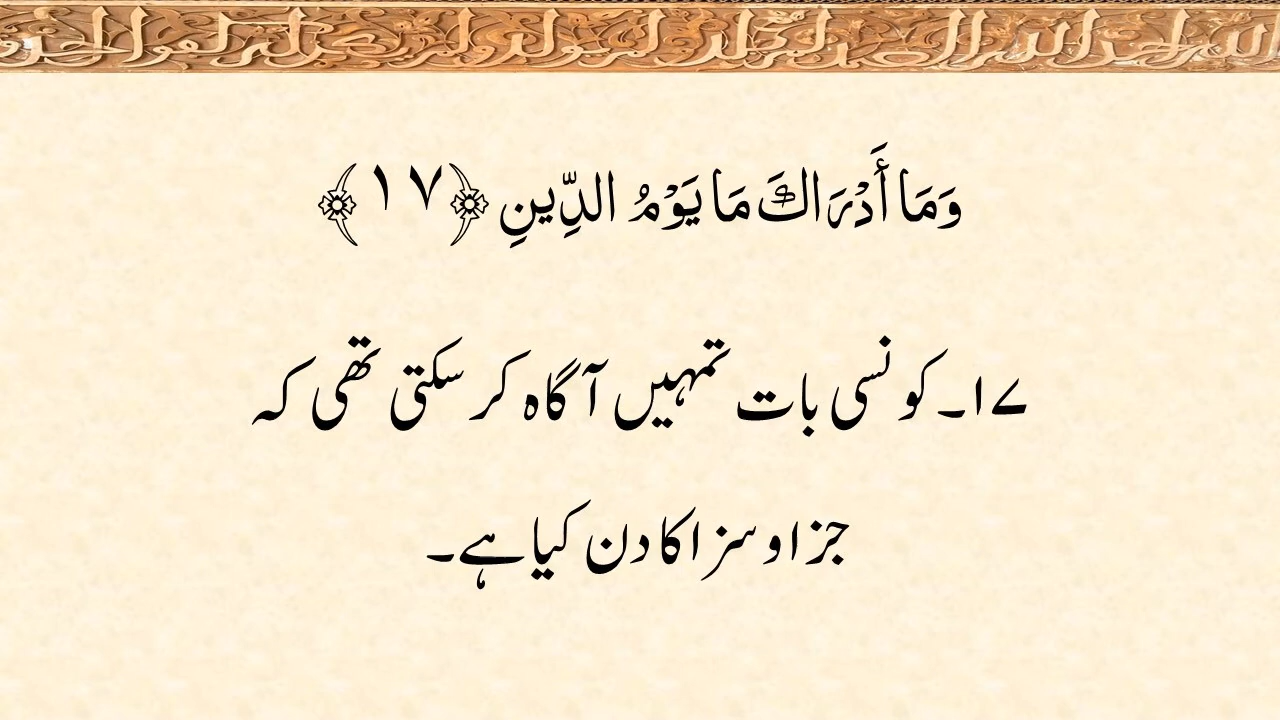 وَمَا أَدْرَاكَ مَا يَوْمُ الدِّينِ ﴿١٧﴾
۱۷۔ کونسی بات تمہیں آگاہ کر سکتی تھی کہ
جزا و سزا کا دن کیا ہے۔